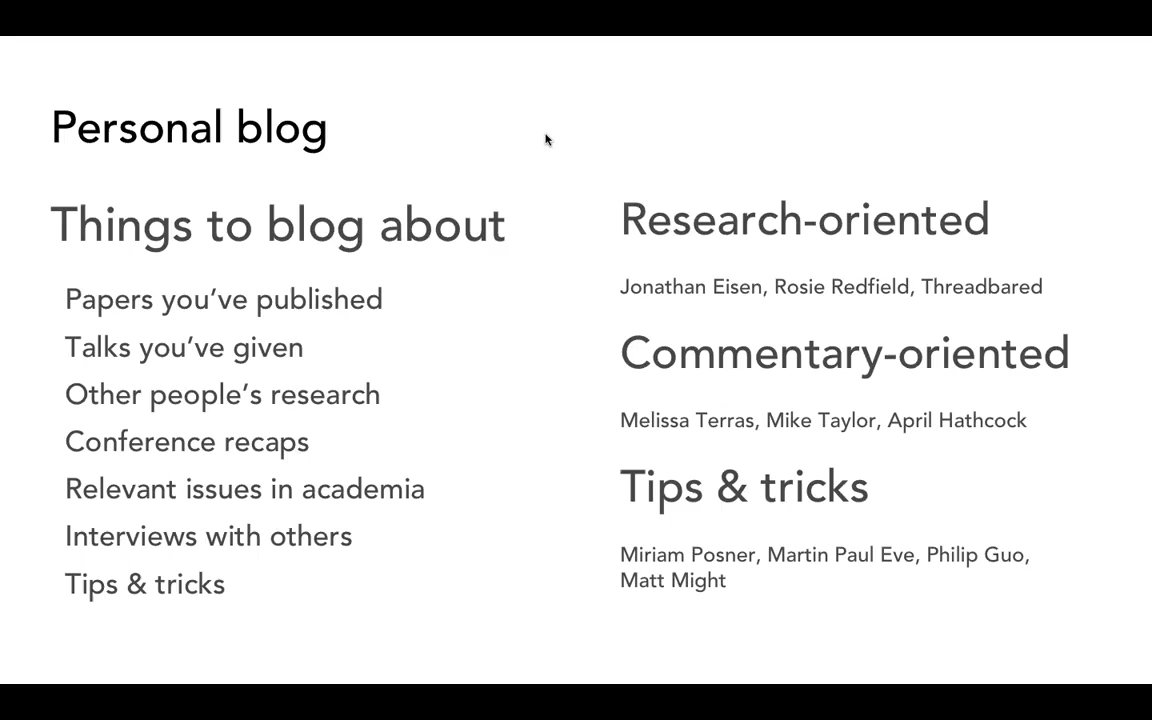 Personal blog
Things to blog about
Papers you’ve published
Talks you’ve given
Other people’s research
Conference recaps
Relevant issues in academia
Interviews with others
Tips & tricks
Research-oriented
Jonathan Eisen, Rosie Redfield, Threadbared
Commentary-oriented
Melissa Terras, Mike Taylor, April Hathcock
Tips & tricks
Miriam Posner, Martin Paul Eve, Philip Guo,
Matt Might